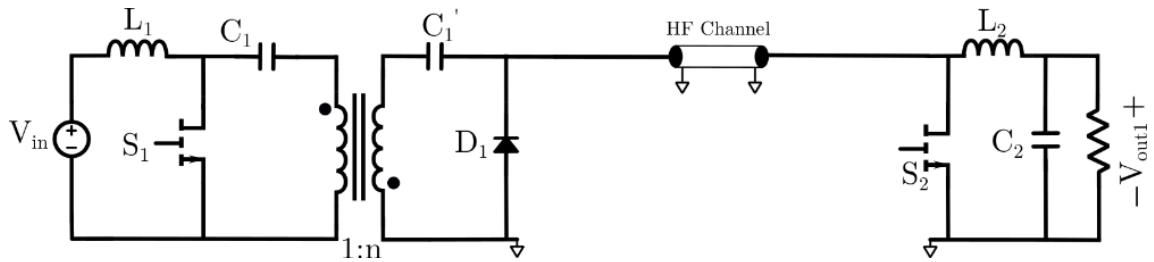 L1
C1
C1'
HF Channel
L2
Vin
+
−
S1
D1
S2
C2
− Vout1 +
1:n